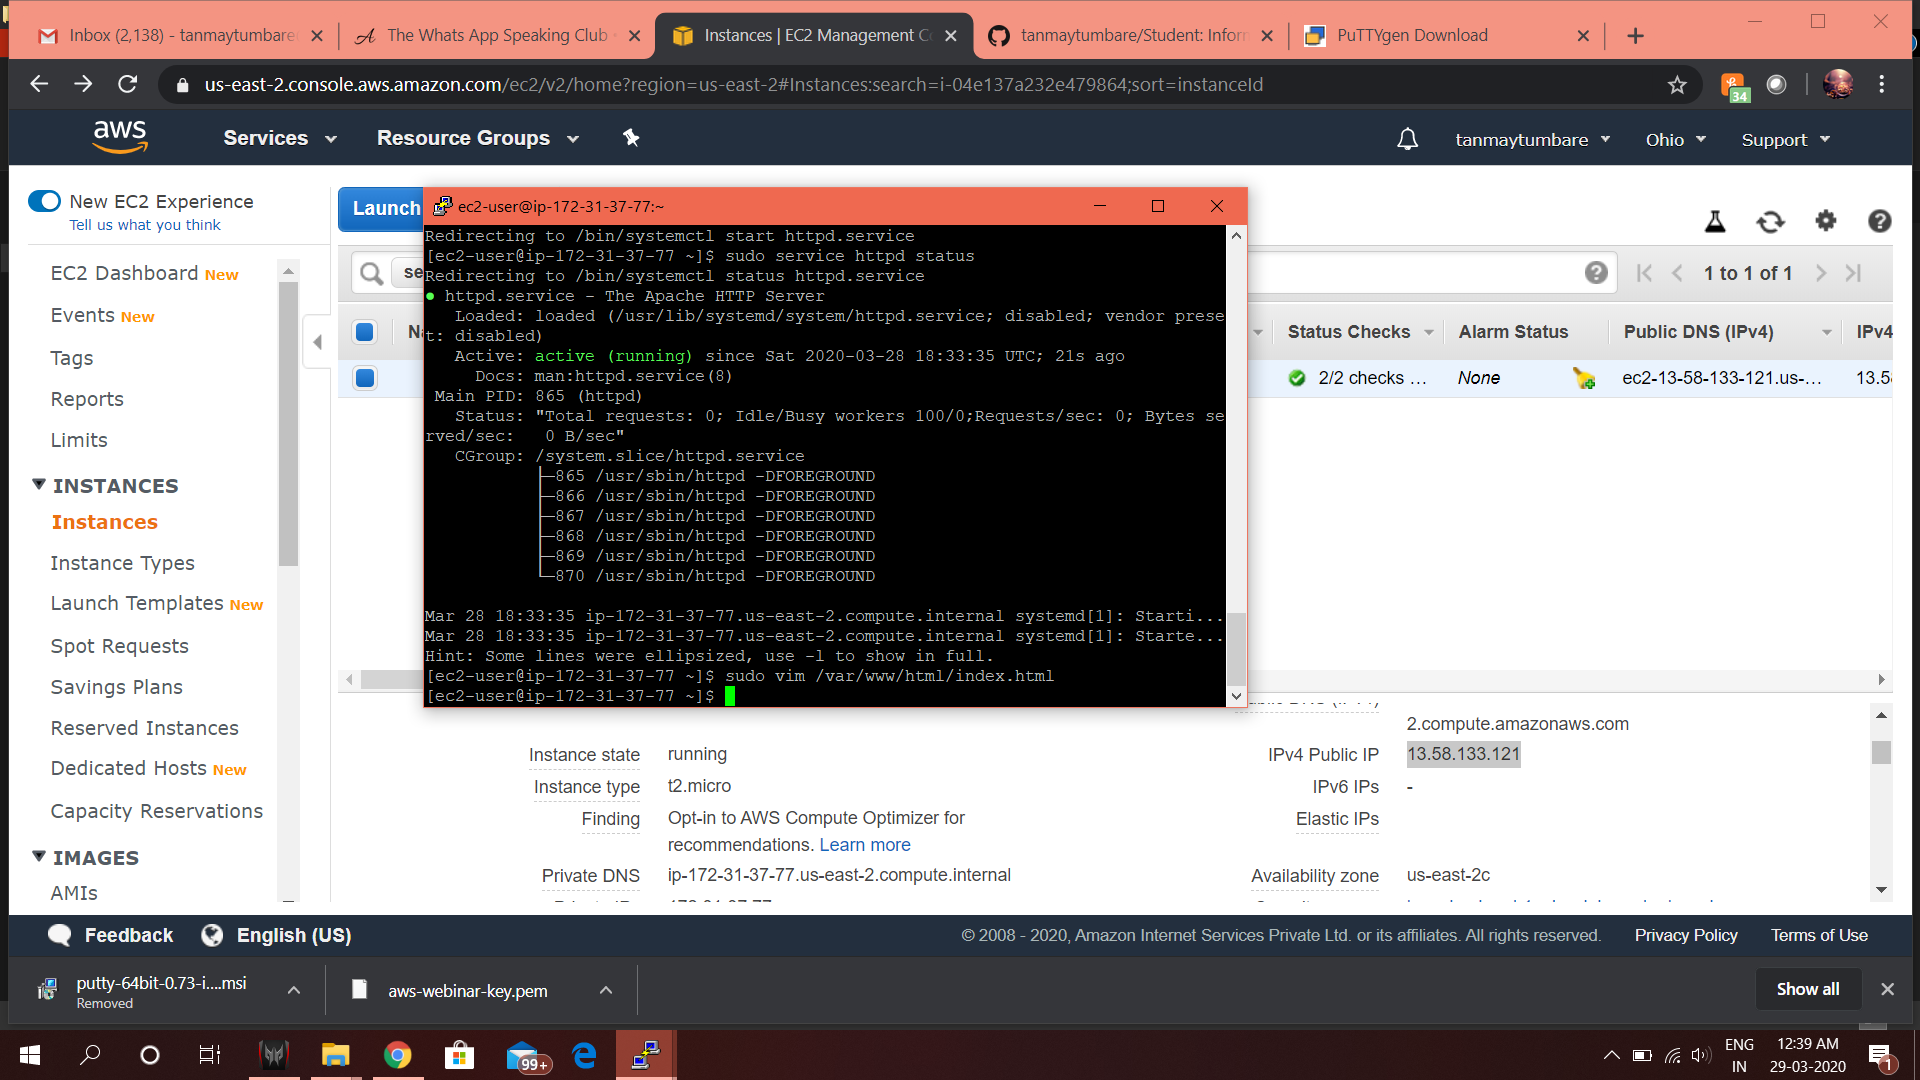 Inbox (2,138) - tanmaytumbare
The Whats App Speaking Club
Instances | EC2 Management Co
tanmaytumbare/Student: Inform
PuTTYgen Download
us-east-2.console.aws.amazon.com/ec2/v2/home?region=us-east-2#Instances:search=i-04e137a232e479864;sort=instanceId
34
aws
Services
Resource Groups
tanmaytumbare
Ohio
Support
New EC2 Experience
Tell us what you think
EC2 Dashboard New
Events New
Tags
Reports
Limits
INSTANCES
Instances
Instance Types
Launch Templates New
Spot Requests
Savings Plans
Reserved Instances
Dedicated Hosts New
Capacity Reservations
IMAGES
AMIs
Launch
se
1 to 1 of 1
Na
Status Checks
Alarm Status
Public DNS (IPv4)
IPv4
2/2 checks ...
None
ec2-13-58-133-121.us-...
13.5
ec2-user@ip-172-31-37-77:~
Redirecting to /bin/systemctl start httpd.service
[ec2-user@ip-172-31-37-77 ~]$ sudo service httpd status
Redirecting to /bin/systemctl status httpd.service
● httpd.service - The Apache HTTP Server
Loaded: loaded (/usr/lib/systemd/system/httpd.service; disabled; vendor prese
t: disabled)
Active: active (running) since Sat 2020-03-28 18:33:35 UTC; 21s ago
Docs: man:httpd.service(8)
Main PID: 865 (httpd)
Status: "Total requests: 0; Idle/Busy workers 100/0;Requests/sec: 0; Bytes se
rved/sec:   0 B/sec"
CGroup: /system.slice/httpd.service
├─865 /usr/sbin/httpd -DFOREGROUND
├─866 /usr/sbin/httpd -DFOREGROUND
├─867 /usr/sbin/httpd -DFOREGROUND
├─868 /usr/sbin/httpd -DFOREGROUND
├─869 /usr/sbin/httpd -DFOREGROUND
└─870 /usr/sbin/httpd -DFOREGROUND
Mar 28 18:33:35 ip-172-31-37-77.us-east-2.compute.internal systemd[1]: Starti...
Mar 28 18:33:35 ip-172-31-37-77.us-east-2.compute.internal systemd[1]: Starte...
Hint: Some lines were ellipsized, use -l to show in full.
[ec2-user@ip-172-31-37-77 ~]$ sudo vim /var/www/html/index.html
[ec2-user@ip-172-31-37-77 ~]$
2.compute.amazonaws.com
Instance state running
IPv4 Public IP 13.58.133.121
Instance type t2.micro
IPv6 IPs -
Finding Opt-in to AWS Compute Optimizer for
recommendations. Learn more
Elastic IPs
Private DNS ip-172-31-37-77.us-east-2.compute.internal
Availability zone us-east-2c
Feedback
English (US)
© 2008 - 2020, Amazon Internet Services Private Ltd. or its affiliates. All rights reserved.
Privacy Policy
Terms of Use
putty-64bit-0.73-i....msi
Removed
aws-webinar-key.pem
Show all
99+
ENG
IN
12:39 AM
29-03-2020
1